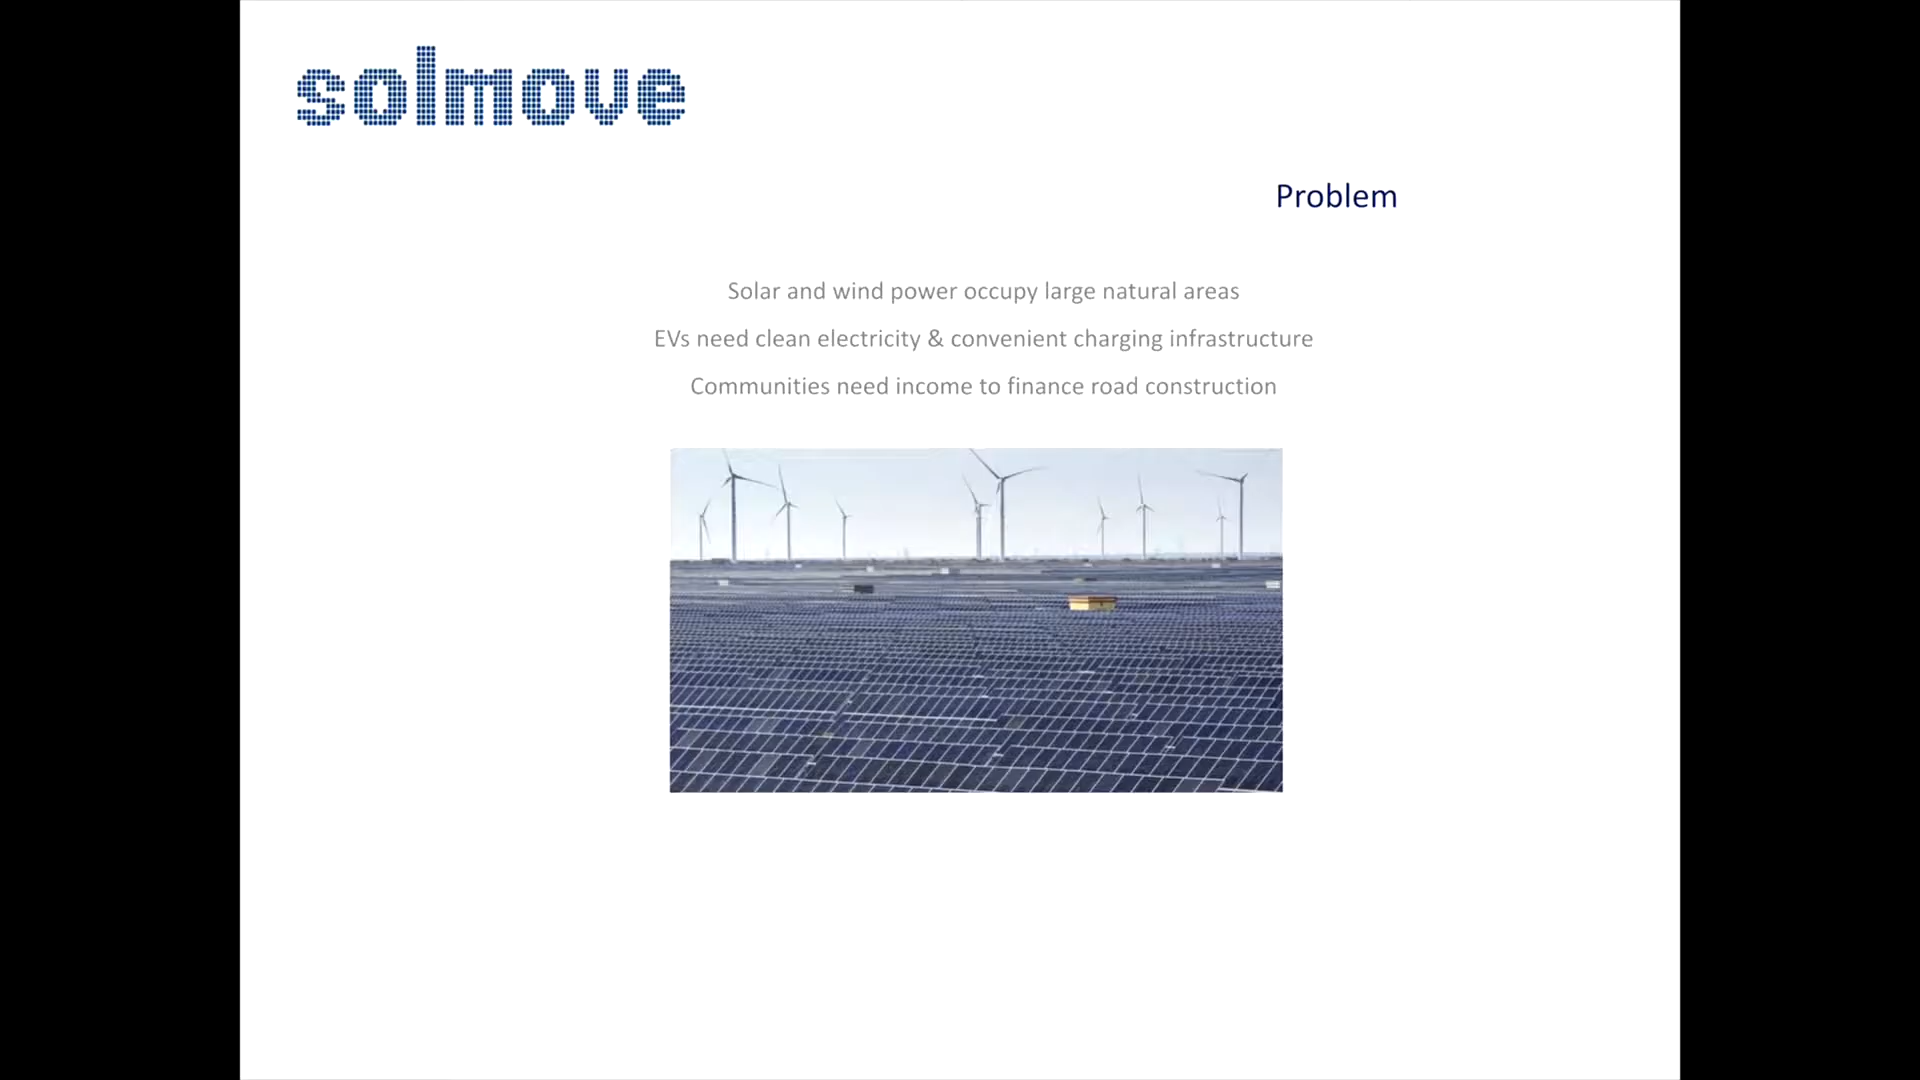 solmove
Problem
Solar and wind power occupy large natural areas
EVs need clean electricity & convenient charging infrastructure
Communities need income to finance road construction